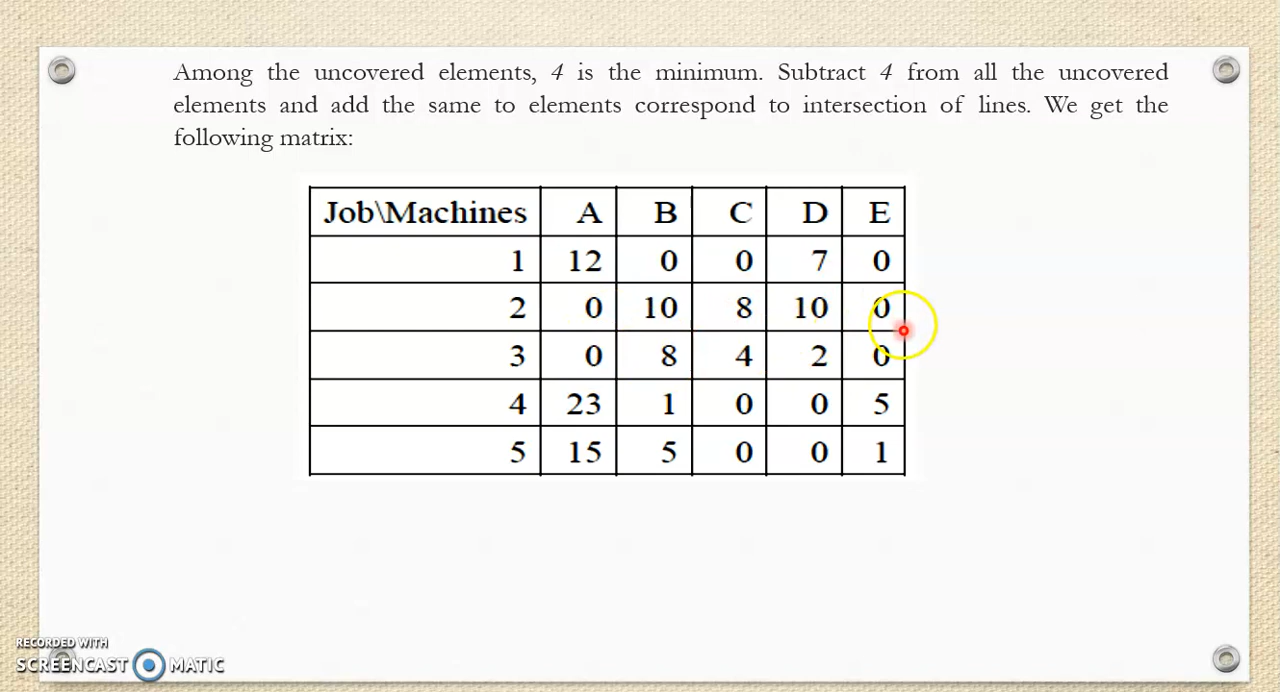 Among the uncovered elements, 4 is the minimum. Subtract 4 from all the uncovered
elements and add the same to elements correspond to intersection of lines. We get the
following matrix:
Job\Machines A B C D E
1 12 0 0 7 0
2 0 10 8 10 0
3 0 8 4 2 0
4 23 1 0 0 5
5 15 5 0 0 1
RECORDED WITH
SCREENCAST MATIC